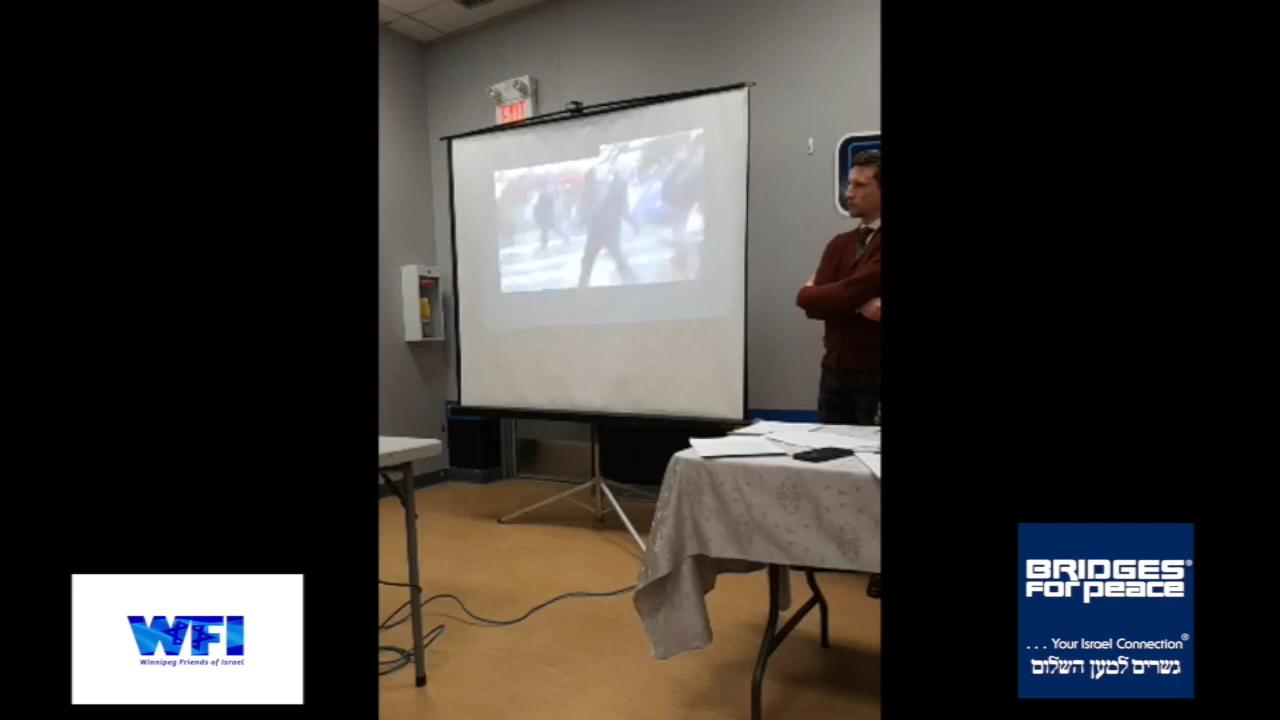 EXIT
WFI
Winnipeg Friends of Israel
BRIDGES®
FOR PEACE
... Your Israel Connection®
גשרים למען השלום